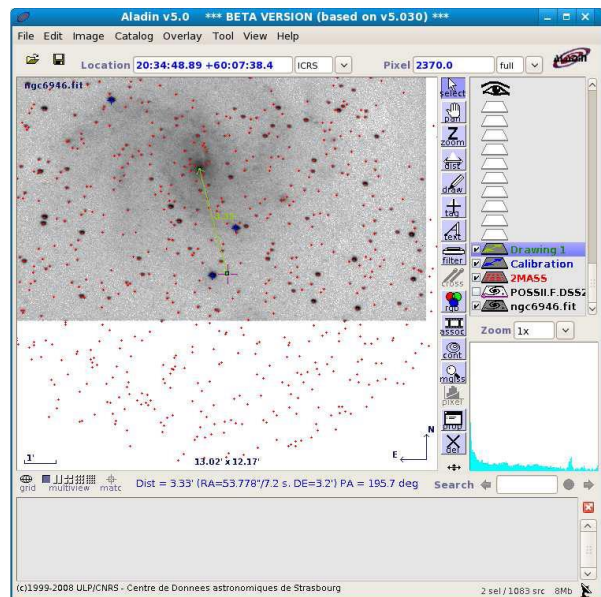 Aladin v5.0 *** BETA VERSION (based on v5.030) ***
File Edit Image Catalog Overlay Tool View Help
Location 20:34:48.89 +60:07:38.4 ICRS Pixel 2370.0 full Aladin
ngc6946.fit
select
pan
zoom
dist
draw
tag
text
filter
cross
rgb
assoc
cont
mglss
pixel
prop
del
Drawing 1
Calibration
2MASS
POSSII.F.DSS2
ngc6946.fit
Zoom 1x
1'
13.02' x 12.17'
N
E
grid multiview matc Dist = 3.33' (RA=53.778"/7.2 s. DE=3.2') PA = 195.7 deg Search
(c)1999-2008 ULP/CNRS - Centre de Donnees astronomiques de Strasbourg 2 sel / 1083 src 8Mb